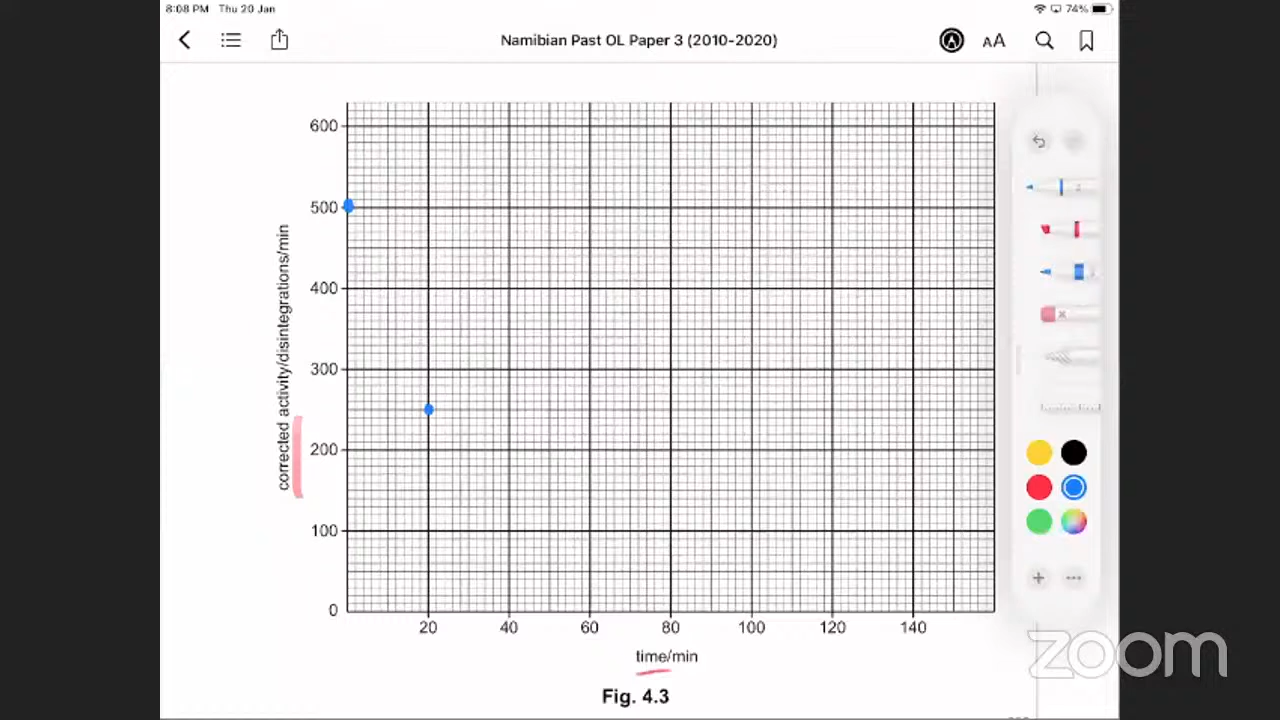 8:08 PM Thu 20 Jan
74%
Namibian Past OL Paper 3 (2010-2020)
AA
600
500
400
300
200
100
0
corrected activity/disintegrations/min
20 40 60 80 100 120 140
time/min
Fig. 4.3
zoom